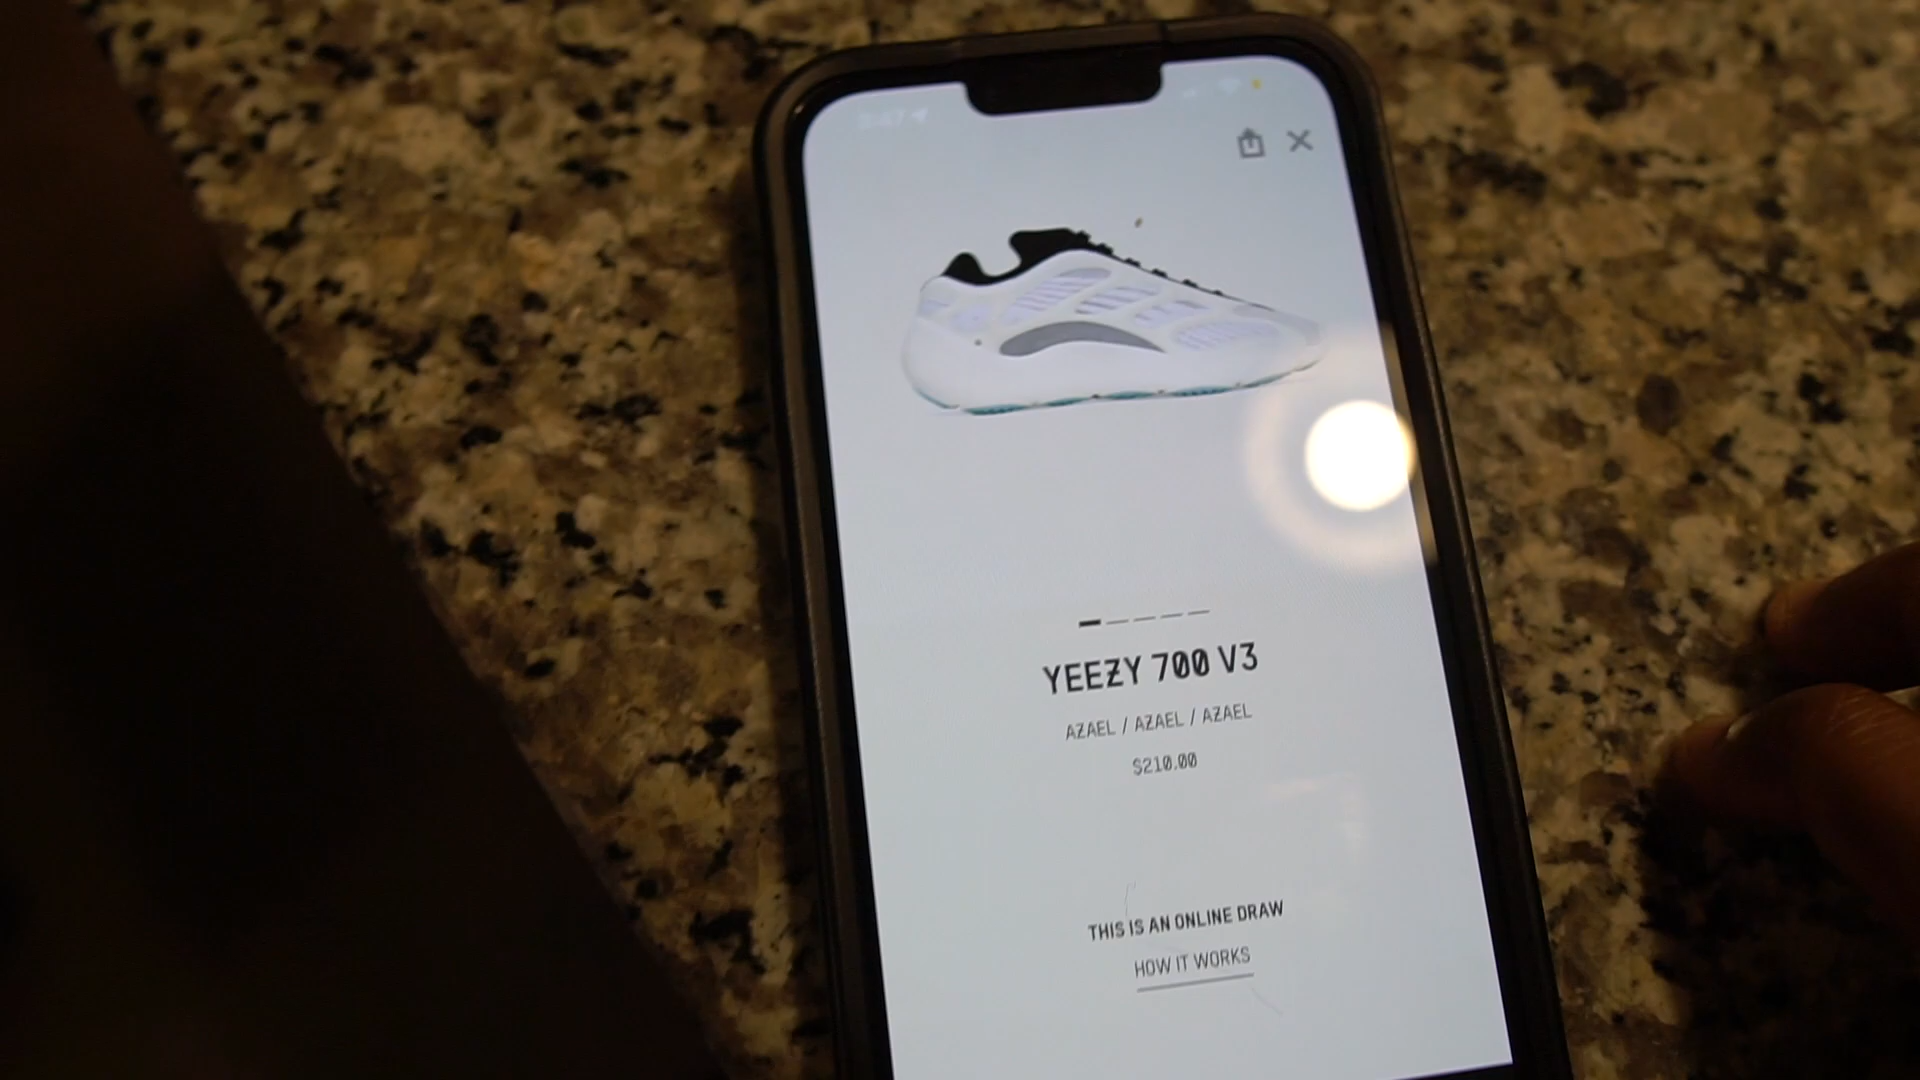 YEEZY 700 V3
AZAEL / AZAEL / AZAEL
$210.00
THIS IS AN ONLINE DRAW
HOW IT WORKS